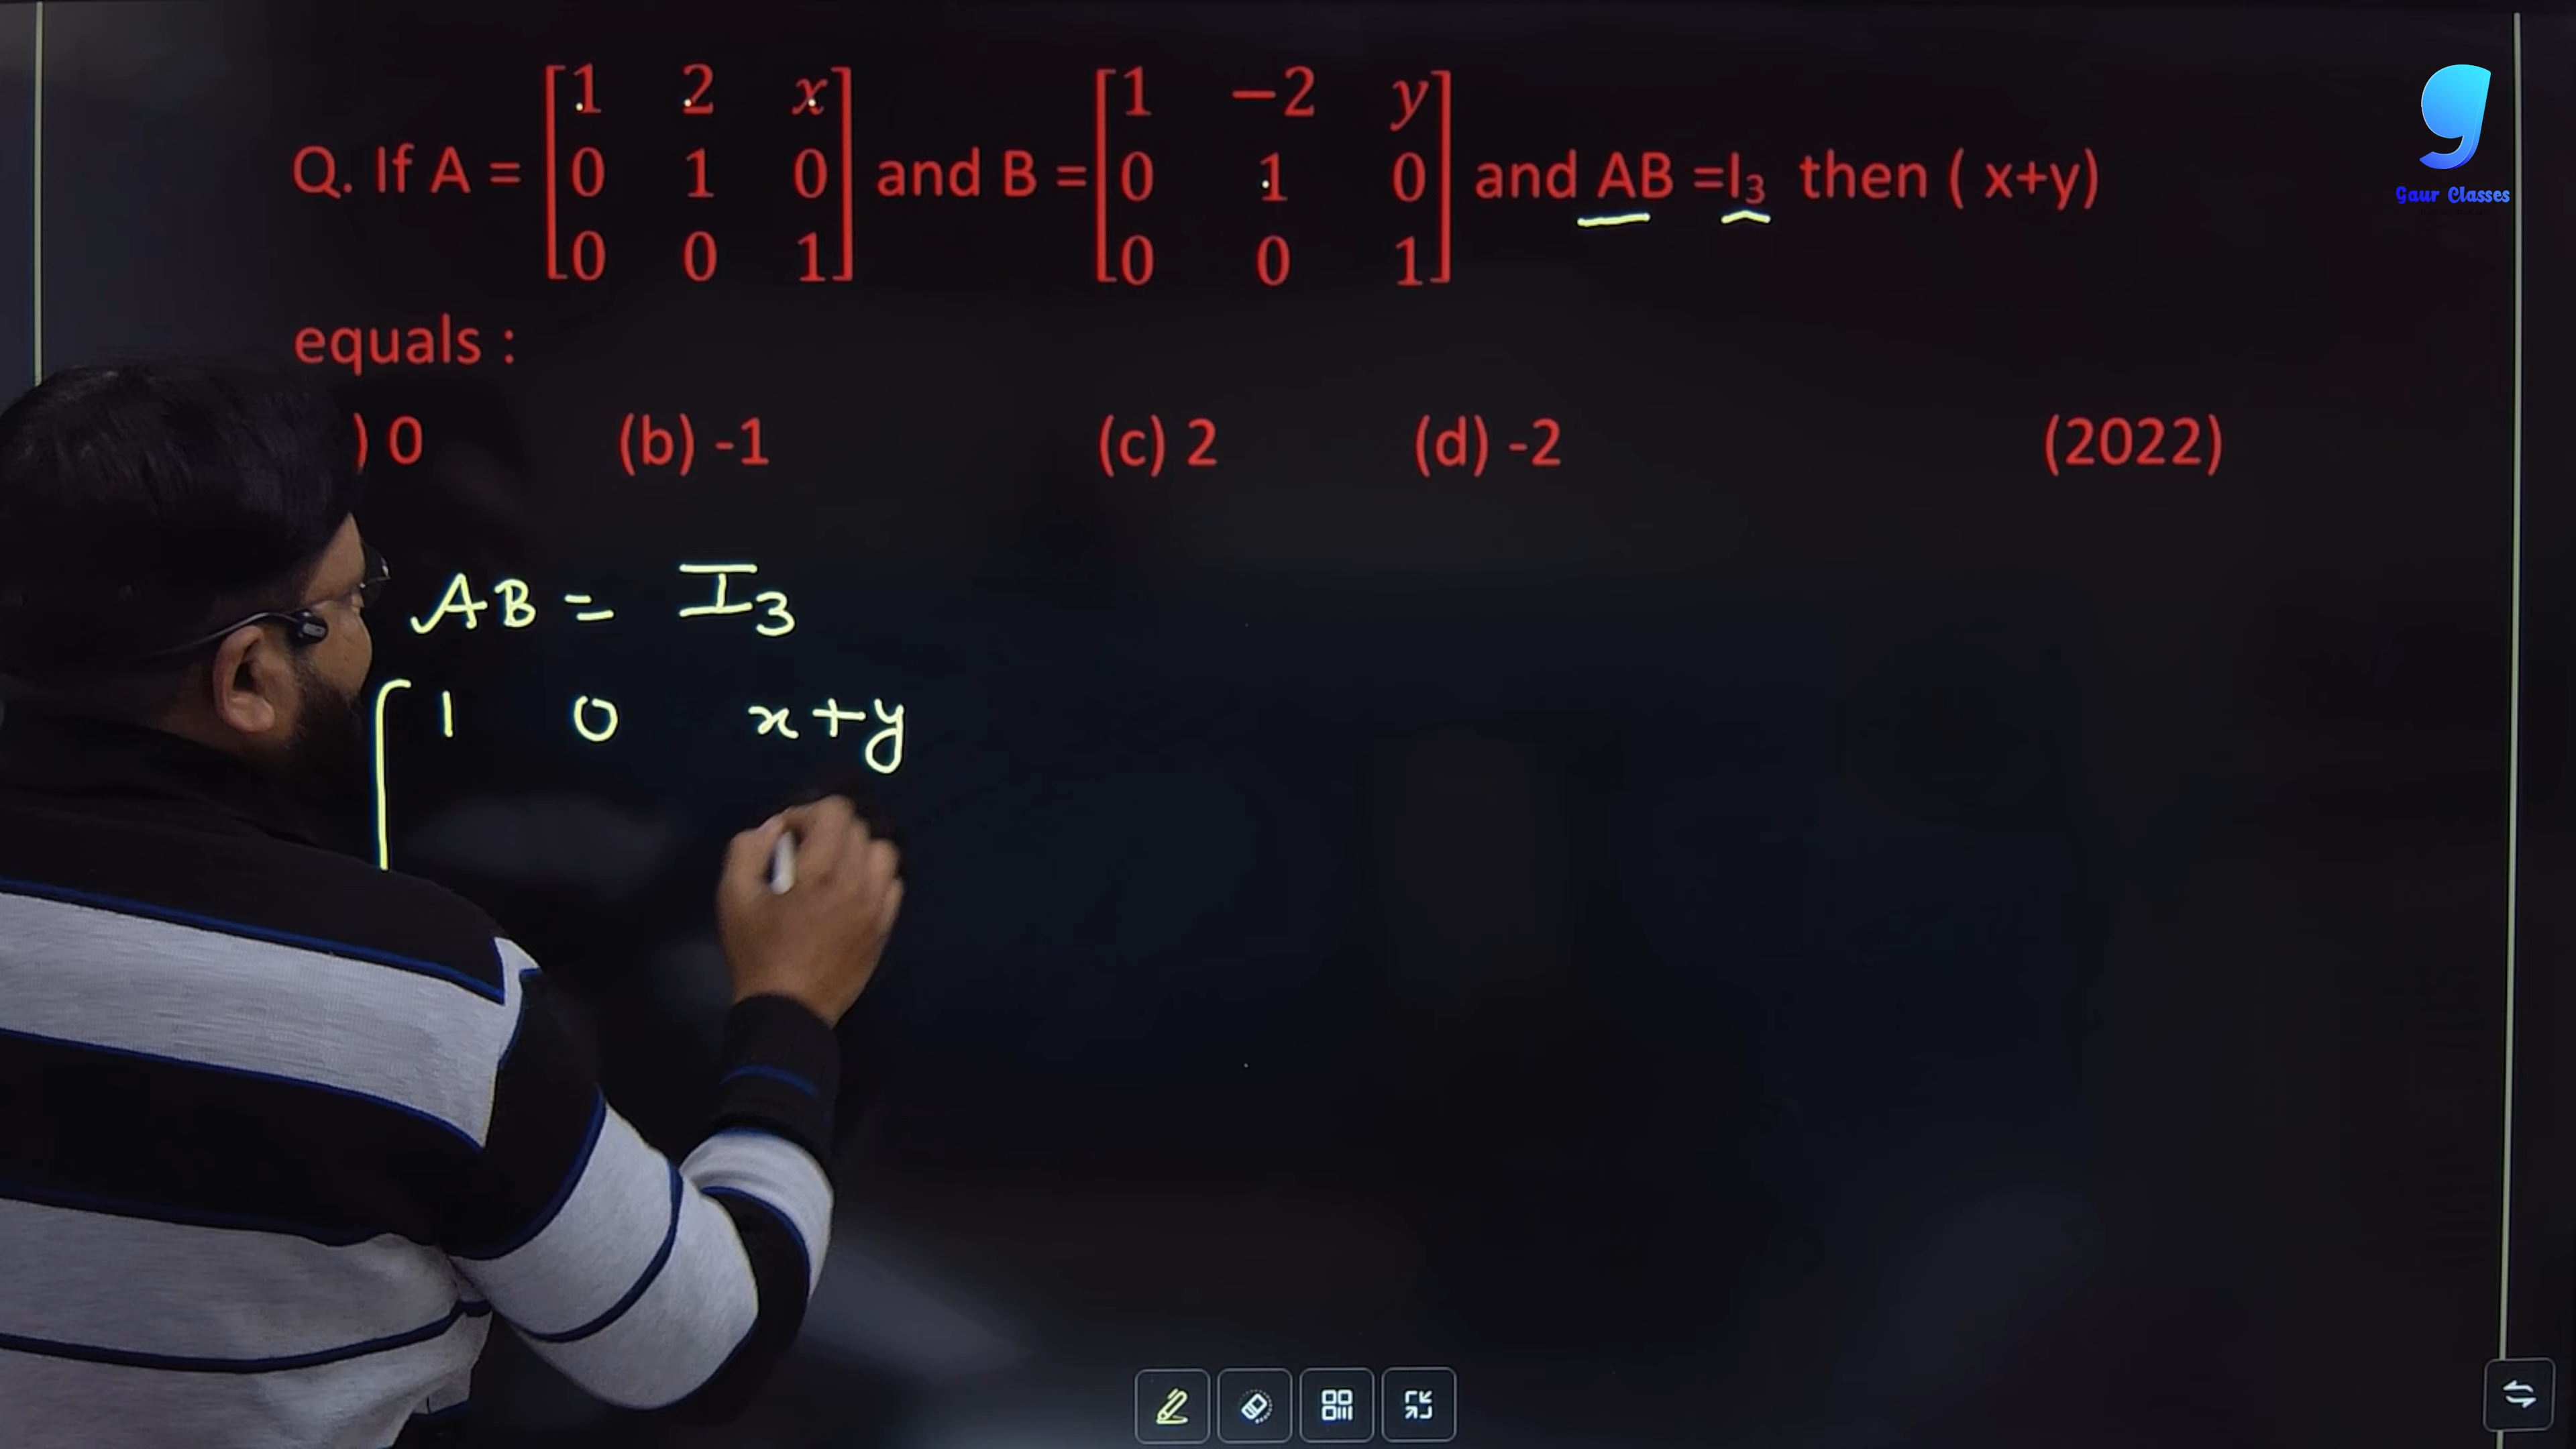 Q. If A = [1 2 x
0 1 0
0 0 1] and B = [1 −2 y
0 1 0
0 0 1] and AB =I₃ then ( x+y)
equals :
) 0 (b) -1 (c) 2 (d) -2 (2022)
AB = I₃
[1 0 x+y
g
Gaur Classes